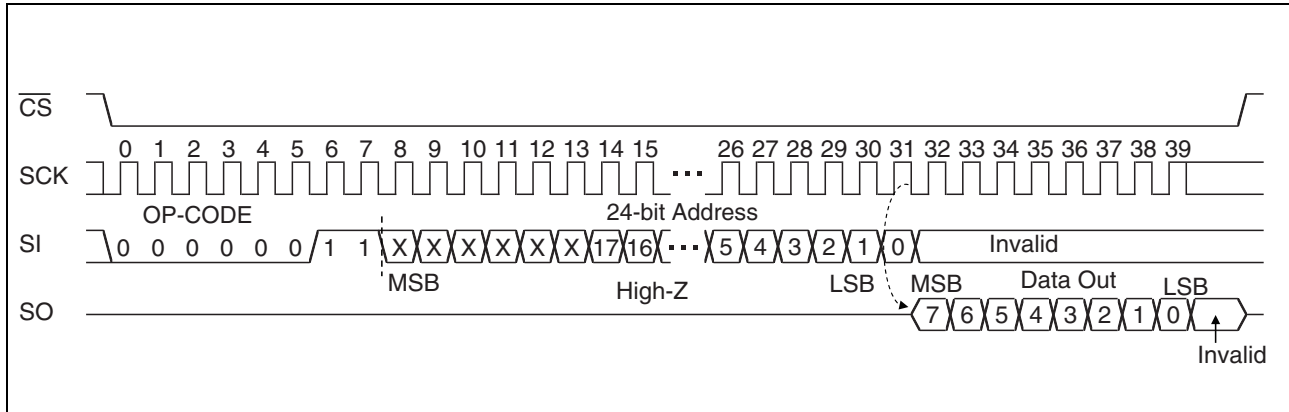 CS
0 1 2 3 4 5 6 7 8 9 10 11 12 13 14 15 26 27 28 29 30 31 32 33 34 35 36 37 38 39
SCK ···
OP-CODE 24-bit Address
SI 0 0 0 0 0 0 1 1 X X X X X X 17 16 ··· 5 4 3 2 1 0 Invalid
MSB High-Z LSB MSB Data Out LSB
SO 7 6 5 4 3 2 1 0
Invalid